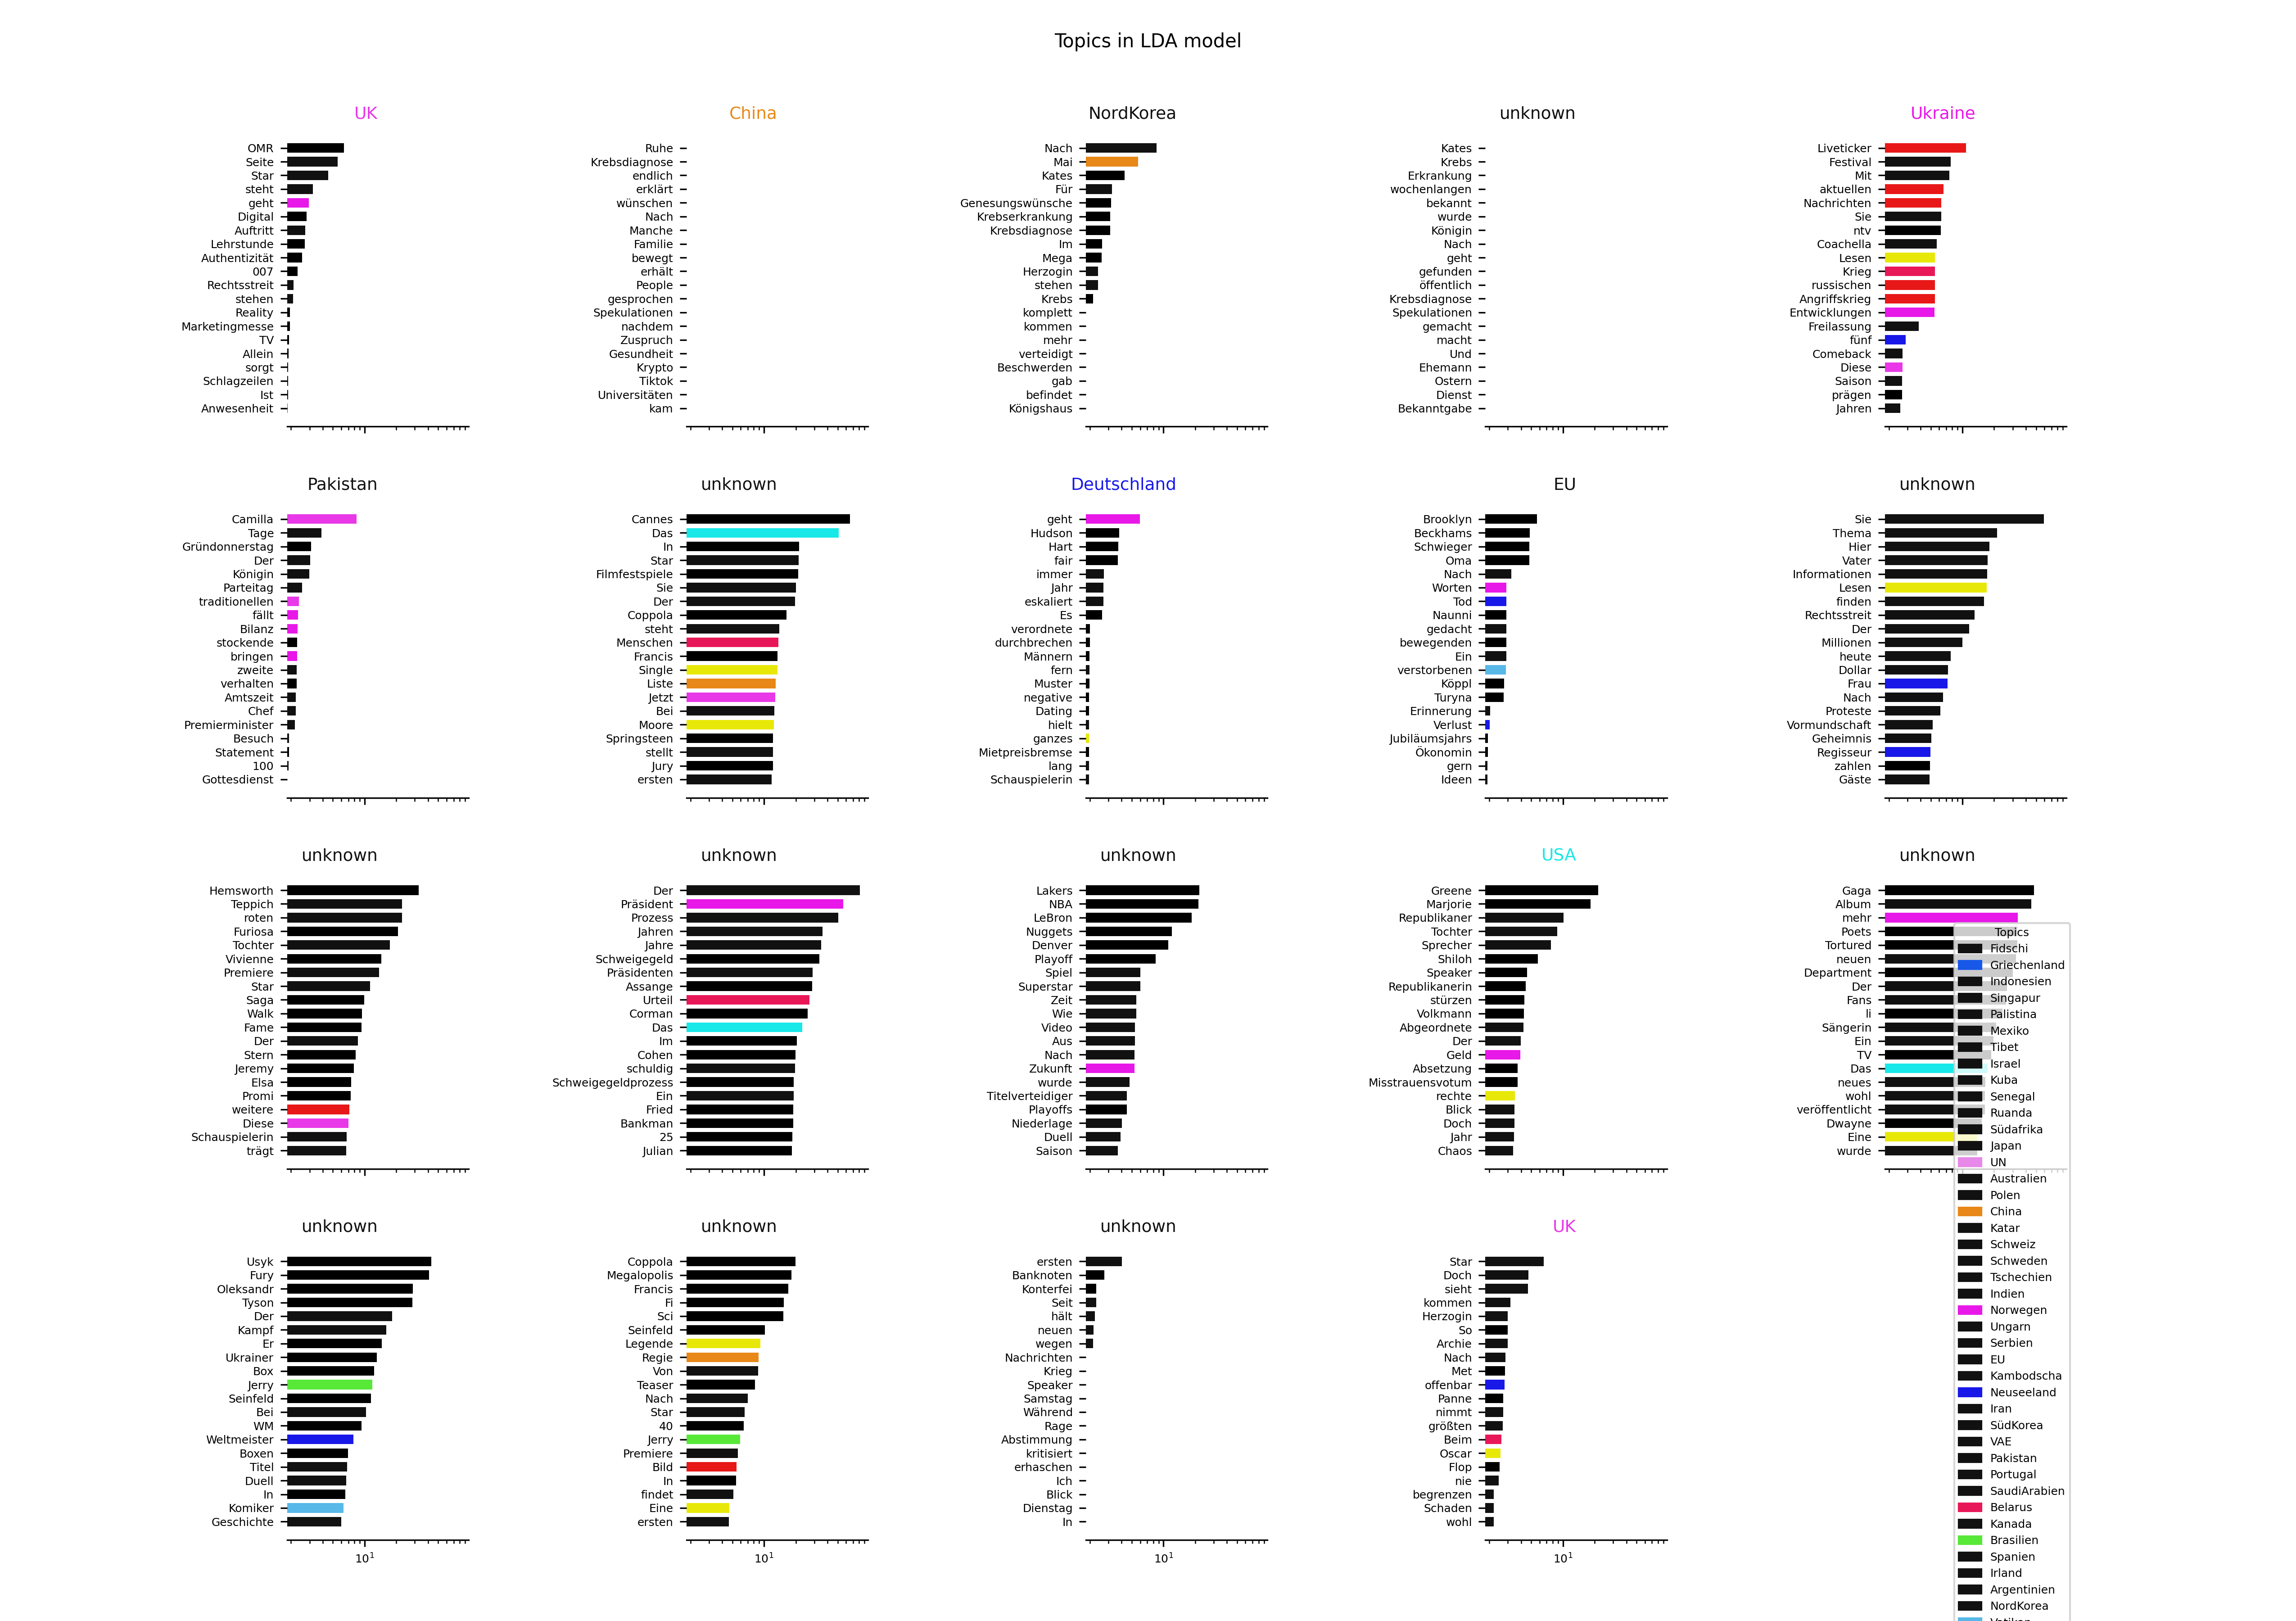 Topics in LDA model
UK
OMR
Seite
Star
steht
geht
Digital
Auftritt
Lehrstunde
Authentizität
007
Rechtsstreit
stehen
Reality
Marketingmesse
TV
Allein
sorgt
Schlagzeilen
Ist
Anwesenheit
China
Ruhe
Krebsdiagnose
endlich
erklärt
wünschen
Nach
Manche
Familie
bewegt
erhält
People
gesprochen
Spekulationen
nachdem
Zuspruch
Gesundheit
Krypto
Tiktok
Universitäten
kam
NordKorea
Nach
Mai
Kates
Für
Genesungswünsche
Krebserkrankung
Krebsdiagnose
Im
Mega
Herzogin
stehen
Krebs
komplett
kommen
mehr
verteidigt
Beschwerden
gab
befindet
Königshaus
unknown
Kates
Krebs
Erkrankung
wochenlangen
bekannt
wurde
Königin
Nach
geht
gefunden
öffentlich
Krebsdiagnose
Spekulationen
gemacht
macht
Und
Ehemann
Ostern
Dienst
Bekanntgabe
Ukraine
Liveticker
Festival
Mit
aktuellen
Nachrichten
Sie
ntv
Coachella
Lesen
Krieg
russischen
Angriffskrieg
Entwicklungen
Freilassung
fünf
Comeback
Diese
Saison
prägen
Jahren
Pakistan
Camilla
Tage
Gründonnerstag
Der
Königin
Parteitag
traditionellen
fällt
Bilanz
stockende
bringen
zweite
verhalten
Amtszeit
Chef
Premierminister
Besuch
Statement
100
Gottesdienst
unknown
Cannes
Das
In
Star
Filmfestspiele
Sie
Der
Coppola
steht
Menschen
Francis
Single
Liste
Jetzt
Bei
Moore
Springsteen
stellt
Jury
ersten
Deutschland
geht
Hudson
Hart
fair
immer
Jahr
eskaliert
Es
verordnete
durchbrechen
Männern
fern
Muster
negative
Dating
hielt
ganzes
Mietpreisbremse
lang
Schauspielerin
EU
Brooklyn
Beckhams
Schwieger
Oma
Nach
Worten
Tod
Naunni
gedacht
bewegenden
Ein
verstorbenen
Köppl
Turyna
Erinnerung
Verlust
Jubiläumsjahrs
Ökonomin
gern
Ideen
unknown
Sie
Thema
Hier
Vater
Informationen
Lesen
finden
Rechtsstreit
Der
Millionen
heute
Dollar
Frau
Nach
Proteste
Vormundschaft
Geheimnis
Regisseur
zahlen
Gäste
unknown
Hemsworth
Teppich
roten
Furiosa
Tochter
Vivienne
Premiere
Star
Saga
Walk
Fame
Der
Stern
Jeremy
Elsa
Promi
weitere
Diese
Schauspielerin
trägt
unknown
Der
Präsident
Prozess
Jahren
Jahre
Schweigegeld
Präsidenten
Assange
Urteil
Corman
Das
Im
Cohen
schuldig
Schweigegeldprozess
Ein
Fried
Bankman
25
Julian
unknown
Lakers
NBA
LeBron
Nuggets
Denver
Playoff
Spiel
Superstar
Zeit
Wie
Video
Aus
Nach
Zukunft
wurde
Titelverteidiger
Playoffs
Niederlage
Duell
Saison
USA
Greene
Marjorie
Republikaner
Tochter
Sprecher
Shiloh
Speaker
Republikanerin
stürzen
Volkmann
Abgeordnete
Der
Geld
Absetzung
Misstrauensvotum
rechte
Blick
Doch
Jahr
Chaos
unknown
Gaga
Album
mehr
Poets
Tortured
neuen
Department
Der
Fans
li
Sängerin
Ein
TV
Das
neues
wohl
veröffentlicht
Dwayne
Eine
wurde
unknown
Usyk
Fury
Oleksandr
Tyson
Der
Kampf
Er
Ukrainer
Box
Jerry
Seinfeld
Bei
WM
Weltmeister
Boxen
Titel
Duell
In
Komiker
Geschichte
10¹
unknown
Coppola
Megalopolis
Francis
Fi
Sci
Seinfeld
Legende
Regie
Von
Teaser
Nach
Star
40
Jerry
Premiere
Bild
In
findet
Eine
ersten
10¹
unknown
ersten
Banknoten
Konterfei
Seit
hält
neuen
wegen
Nachrichten
Krieg
Speaker
Samstag
Während
Rage
Abstimmung
kritisiert
erhaschen
Ich
Blick
Dienstag
In
10¹
UK
Star
Doch
sieht
kommen
Herzogin
So
Archie
Nach
Met
offenbar
Panne
nimmt
größten
Beim
Oscar
Flop
nie
begrenzen
Schaden
wohl
10¹
Topics
Fidschi
Griechenland
Indonesien
Singapur
Palistina
Mexiko
Tibet
Israel
Kuba
Senegal
Ruanda
Südafrika
Japan
UN
Australien
Polen
China
Katar
Schweiz
Schweden
Tschechien
Indien
Norwegen
Ungarn
Serbien
EU
Kambodscha
Neuseeland
Iran
SüdKorea
VAE
Pakistan
Portugal
SaudiArabien
Belarus
Kanada
Brasilien
Spanien
Irland
Argentinien
NordKorea